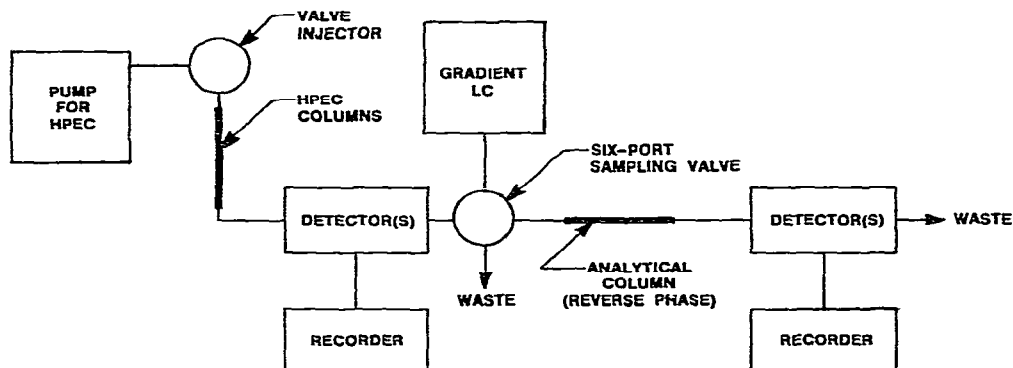 VALVE
INJECTOR
PUMP
FOR
HPEC
HPEC
COLUMNS
GRADIENT
LC
SIX-PORT
SAMPLING VALVE
DETECTOR(S)
WASTE
ANALYTICAL
COLUMN
(REVERSE PHASE)
DETECTOR(S)
WASTE
RECORDER
RECORDER